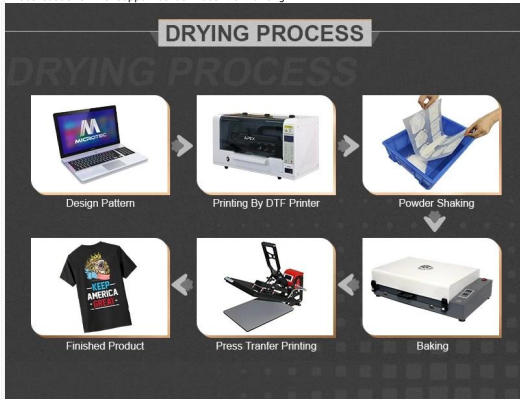 DRYING PROCESS
DRYING PROCESS
MICROTEC
APEX
Design Pattern
Printing By DTF Printer
Powder Shaking
KEEP
AMERICA
GREAT
Finished Product
Press Tranfer Printing
Baking